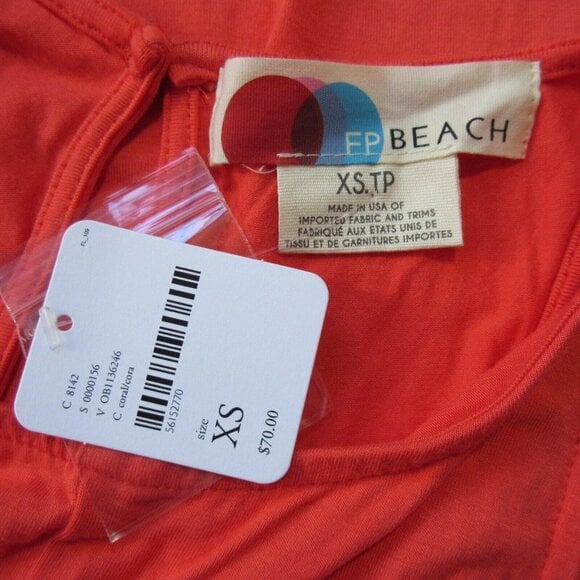 FP BEACH
XS.TP
MADE IN USA OF
IMPORTED FABRIC AND TRIMS
FABRIQUÉ AUX ETATS UNIS DE
TISSU ET DE GARNITURES IMPORTES
C 8142
S 0000156
V OB1136246
C coral/cora
56152770
size
XS
$70.00